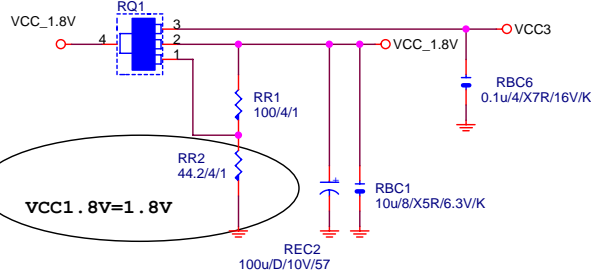 RQ1
VCC_1.8V
4
3
2
1
VCC3
VCC_1.8V
RBC6
0.1u/4/X7R/16V/K
RR1
100/4/1
RR2
44.2/4/1
VCC1.8V=1.8V
+
RBC1
10u/8/X5R/6.3V/K
REC2
100u/D/10V/57